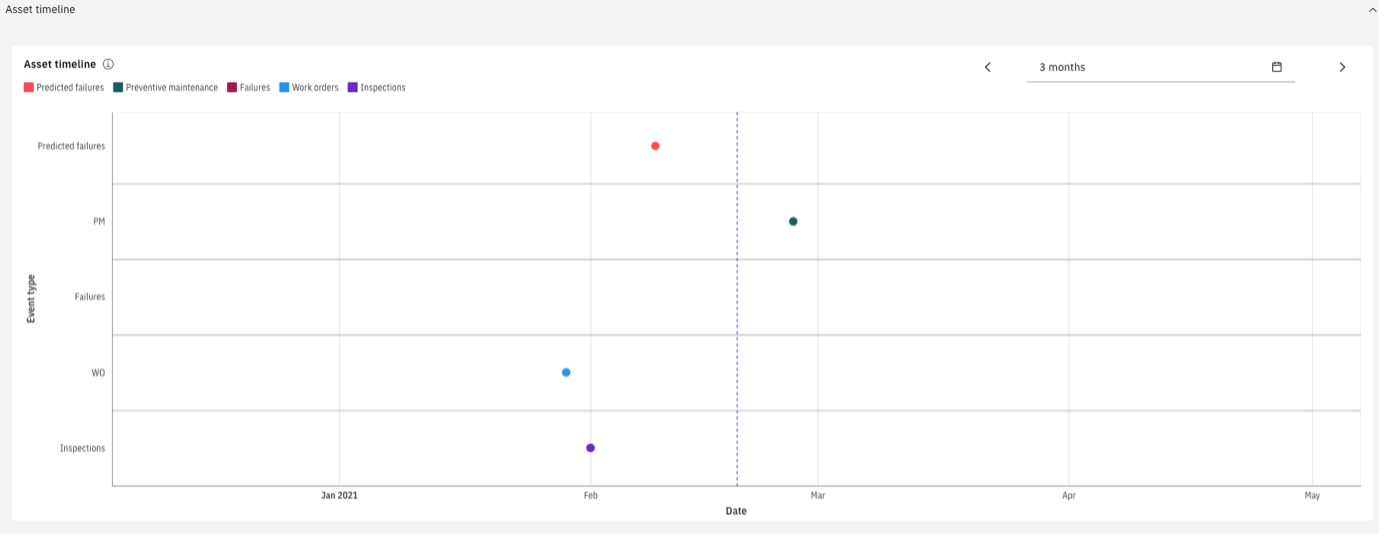 Asset timeline
Asset timeline
3 months
Predicted failures Preventive maintenance Failures Work orders Inspections
Predicted failures
PM
Event type
Failures
WO
Inspections
Jan 2021 Feb Mar Apr May
Date